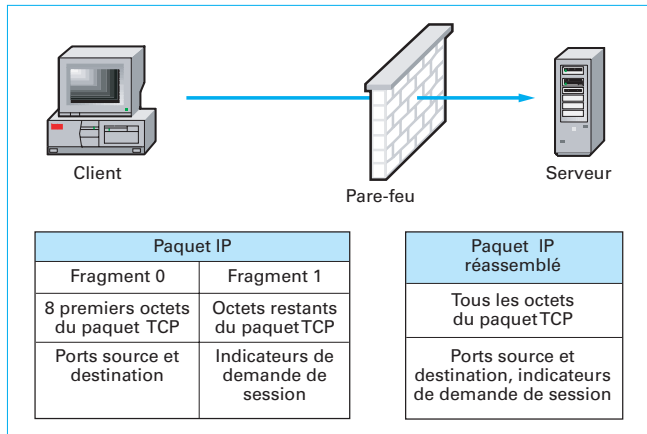 Client
Pare-feu
Serveur
Paquet IP
Fragment 0
Fragment 1
8 premiers octets
du paquet TCP
Octets restants
du paquet TCP
Ports source et
destination
Indicateurs de
demande de
session
Paquet IP
réassemblé
Tous les octets
du paquet TCP
Ports source et
destination, indicateurs
de demande de session